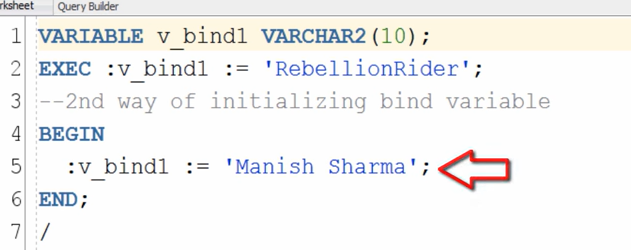 rksheet Query Builder
1 VARIABLE v_bind1 VARCHAR2(10);
2 EXEC :v_bind1 := 'RebellionRider';
3 --2nd way of initializing bind variable
4 BEGIN
5 :v_bind1 := 'Manish Sharma';
6 END;
7 /